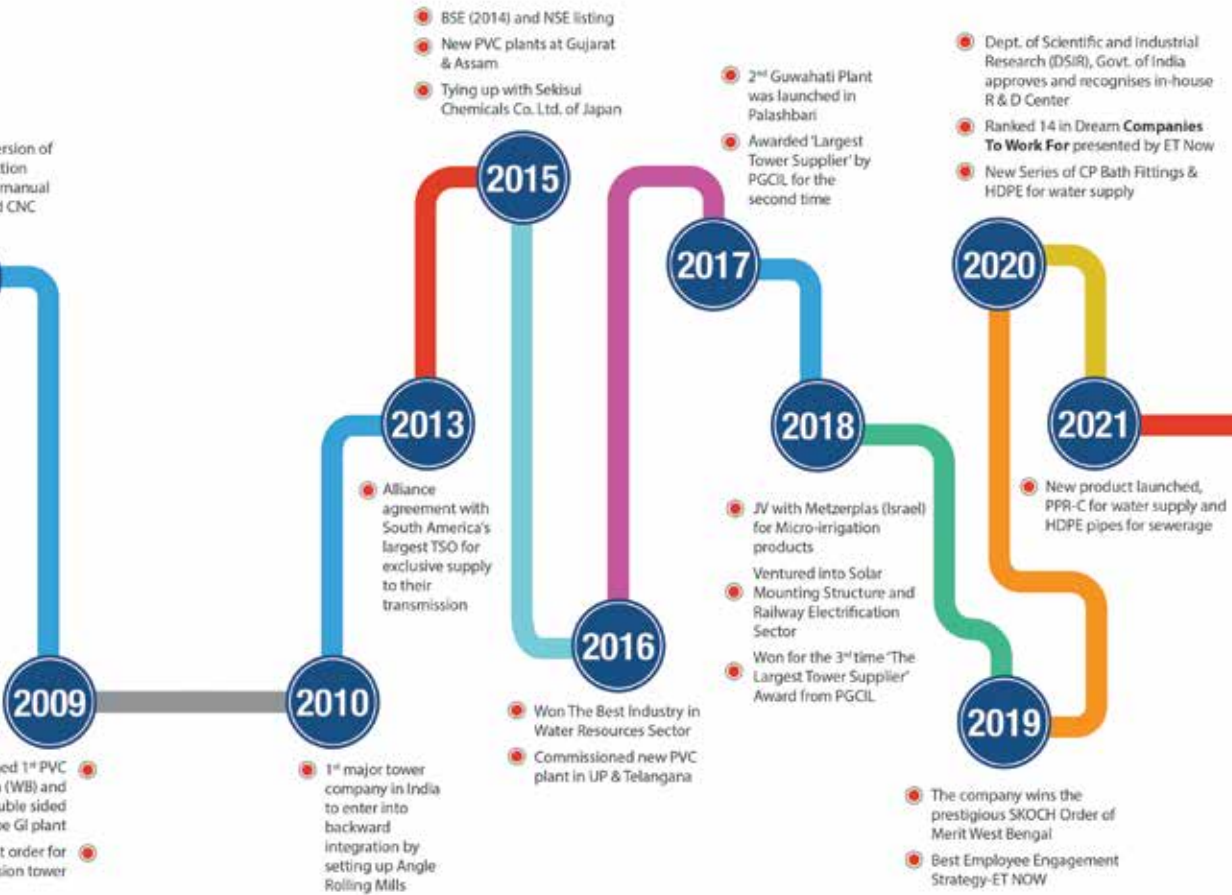 ersion of
tion
manual
d CNC
2009
ed 1st PVC
(WB) and
uble sided
e GI plant
t order for
sion tower
2010
1st major tower
company in India
to enter into
backward
integration by
setting up Angle
Rolling Mills
2013
Alliance
agreement with
South America's
largest TSO for
exclusive supply
to their
transmission
BSE (2014) and NSE listing
New PVC plants at Gujarat
& Assam
Tying up with Sekisui
Chemicals Co. Ltd. of Japan
2015
2016
Won The Best Industry in
Water Resources Sector
Commissioned new PVC
plant in UP & Telangana
2nd Guwahati Plant
was launched in
Palashbari
Awarded 'Largest
Tower Supplier' by
PGCIL for the
second time
2017
2018
JV with Metzerplas (Israel)
for Micro-irrigation
products
Ventured into Solar
Mounting Structure and
Railway Electrification
Sector
Won for the 3rd time 'The
Largest Tower Supplier'
Award from PGCIL
2019
The company wins the
prestigious SKOCH Order of
Merit West Bengal
Best Employee Engagement
Strategy-ET NOW
Dept. of Scientific and Industrial
Research (DSIR), Govt. of India
approves and recognises in-house
R & D Center
Ranked 14 in Dream Companies
To Work For presented by ET Now
New Series of CP Bath Fittings &
HDPE for water supply
2020
2021
New product launched,
PPR-C for water supply and
HDPE pipes for sewerage